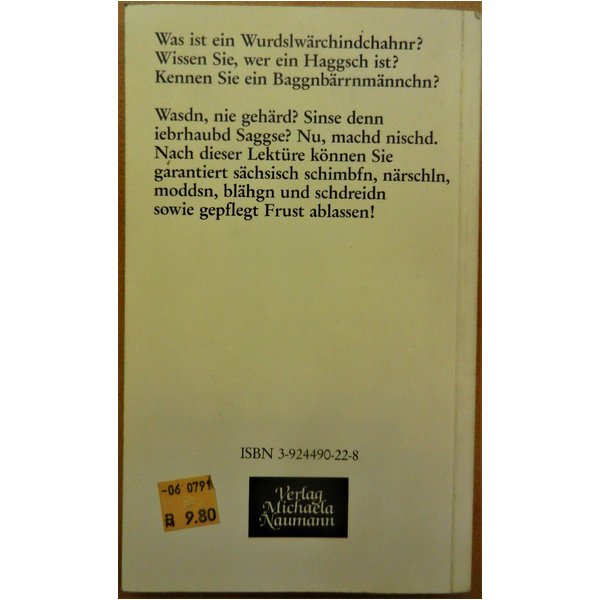 Was ist ein Wurdslwärchindchahnr?
Wissen Sie, wer ein Haggsch ist?
Kennen Sie ein Baggnbärrnmännchn?
Wasdn, nie gehärd? Sinse denn
iebrhaubd Saggse? Nu, machd nischd.
Nach dieser Lektüre können Sie
garantiert sächsisch schimbfn, närschln,
moddsn, blähgn und schdreidn
sowie gepflegt Frust ablassen!
ISBN 3-924490-22-8
-06 0791
DM 9.80
Verlag
Michaela
Naumann